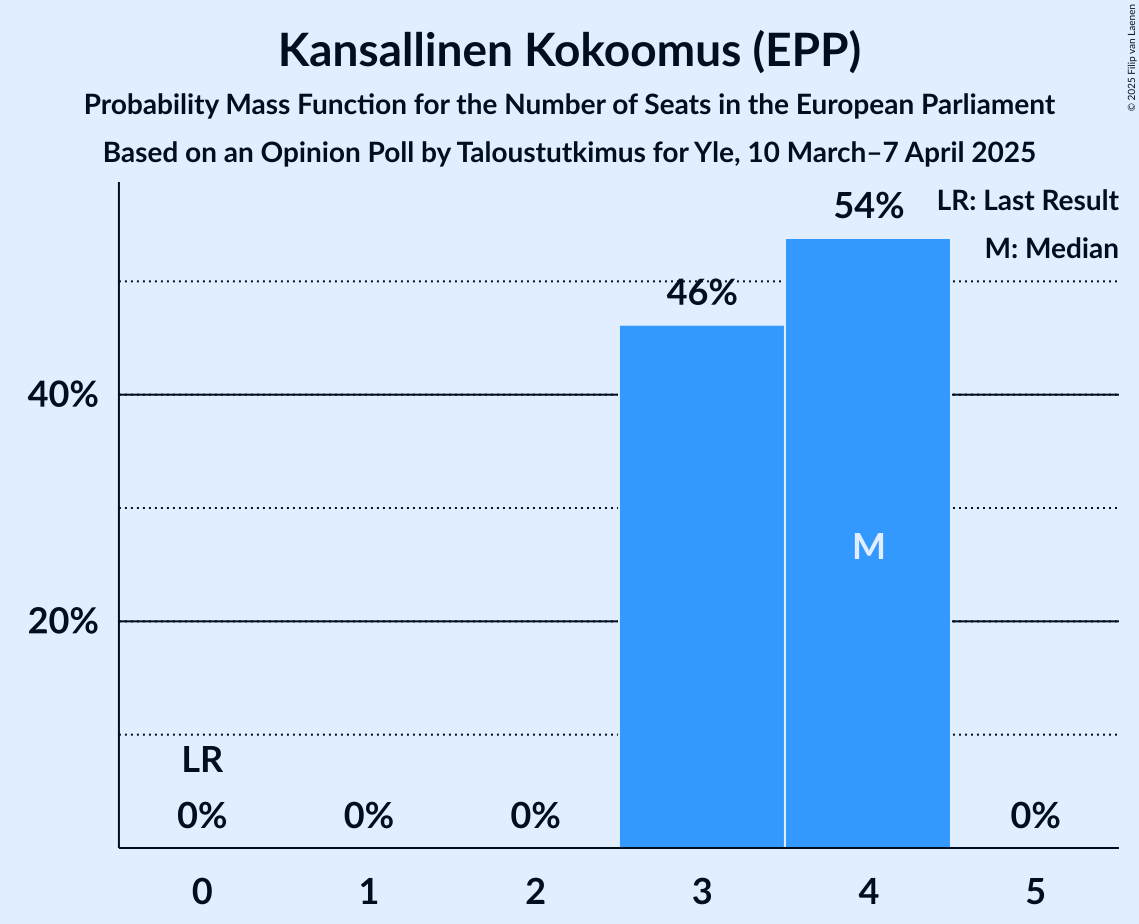 Kansallinen Kokoomus (EPP)
Probability Mass Function for the Number of Seats in the European Parliament
Based on an Opinion Poll by Taloustutkimus for Yle, 10 March–7 April 2025
© 2025 Filip van Laenen
LR: Last Result
M: Median
54%
46%
40%
M
20%
LR
0% 0% 0% 0%
0 1 2 3 4 5